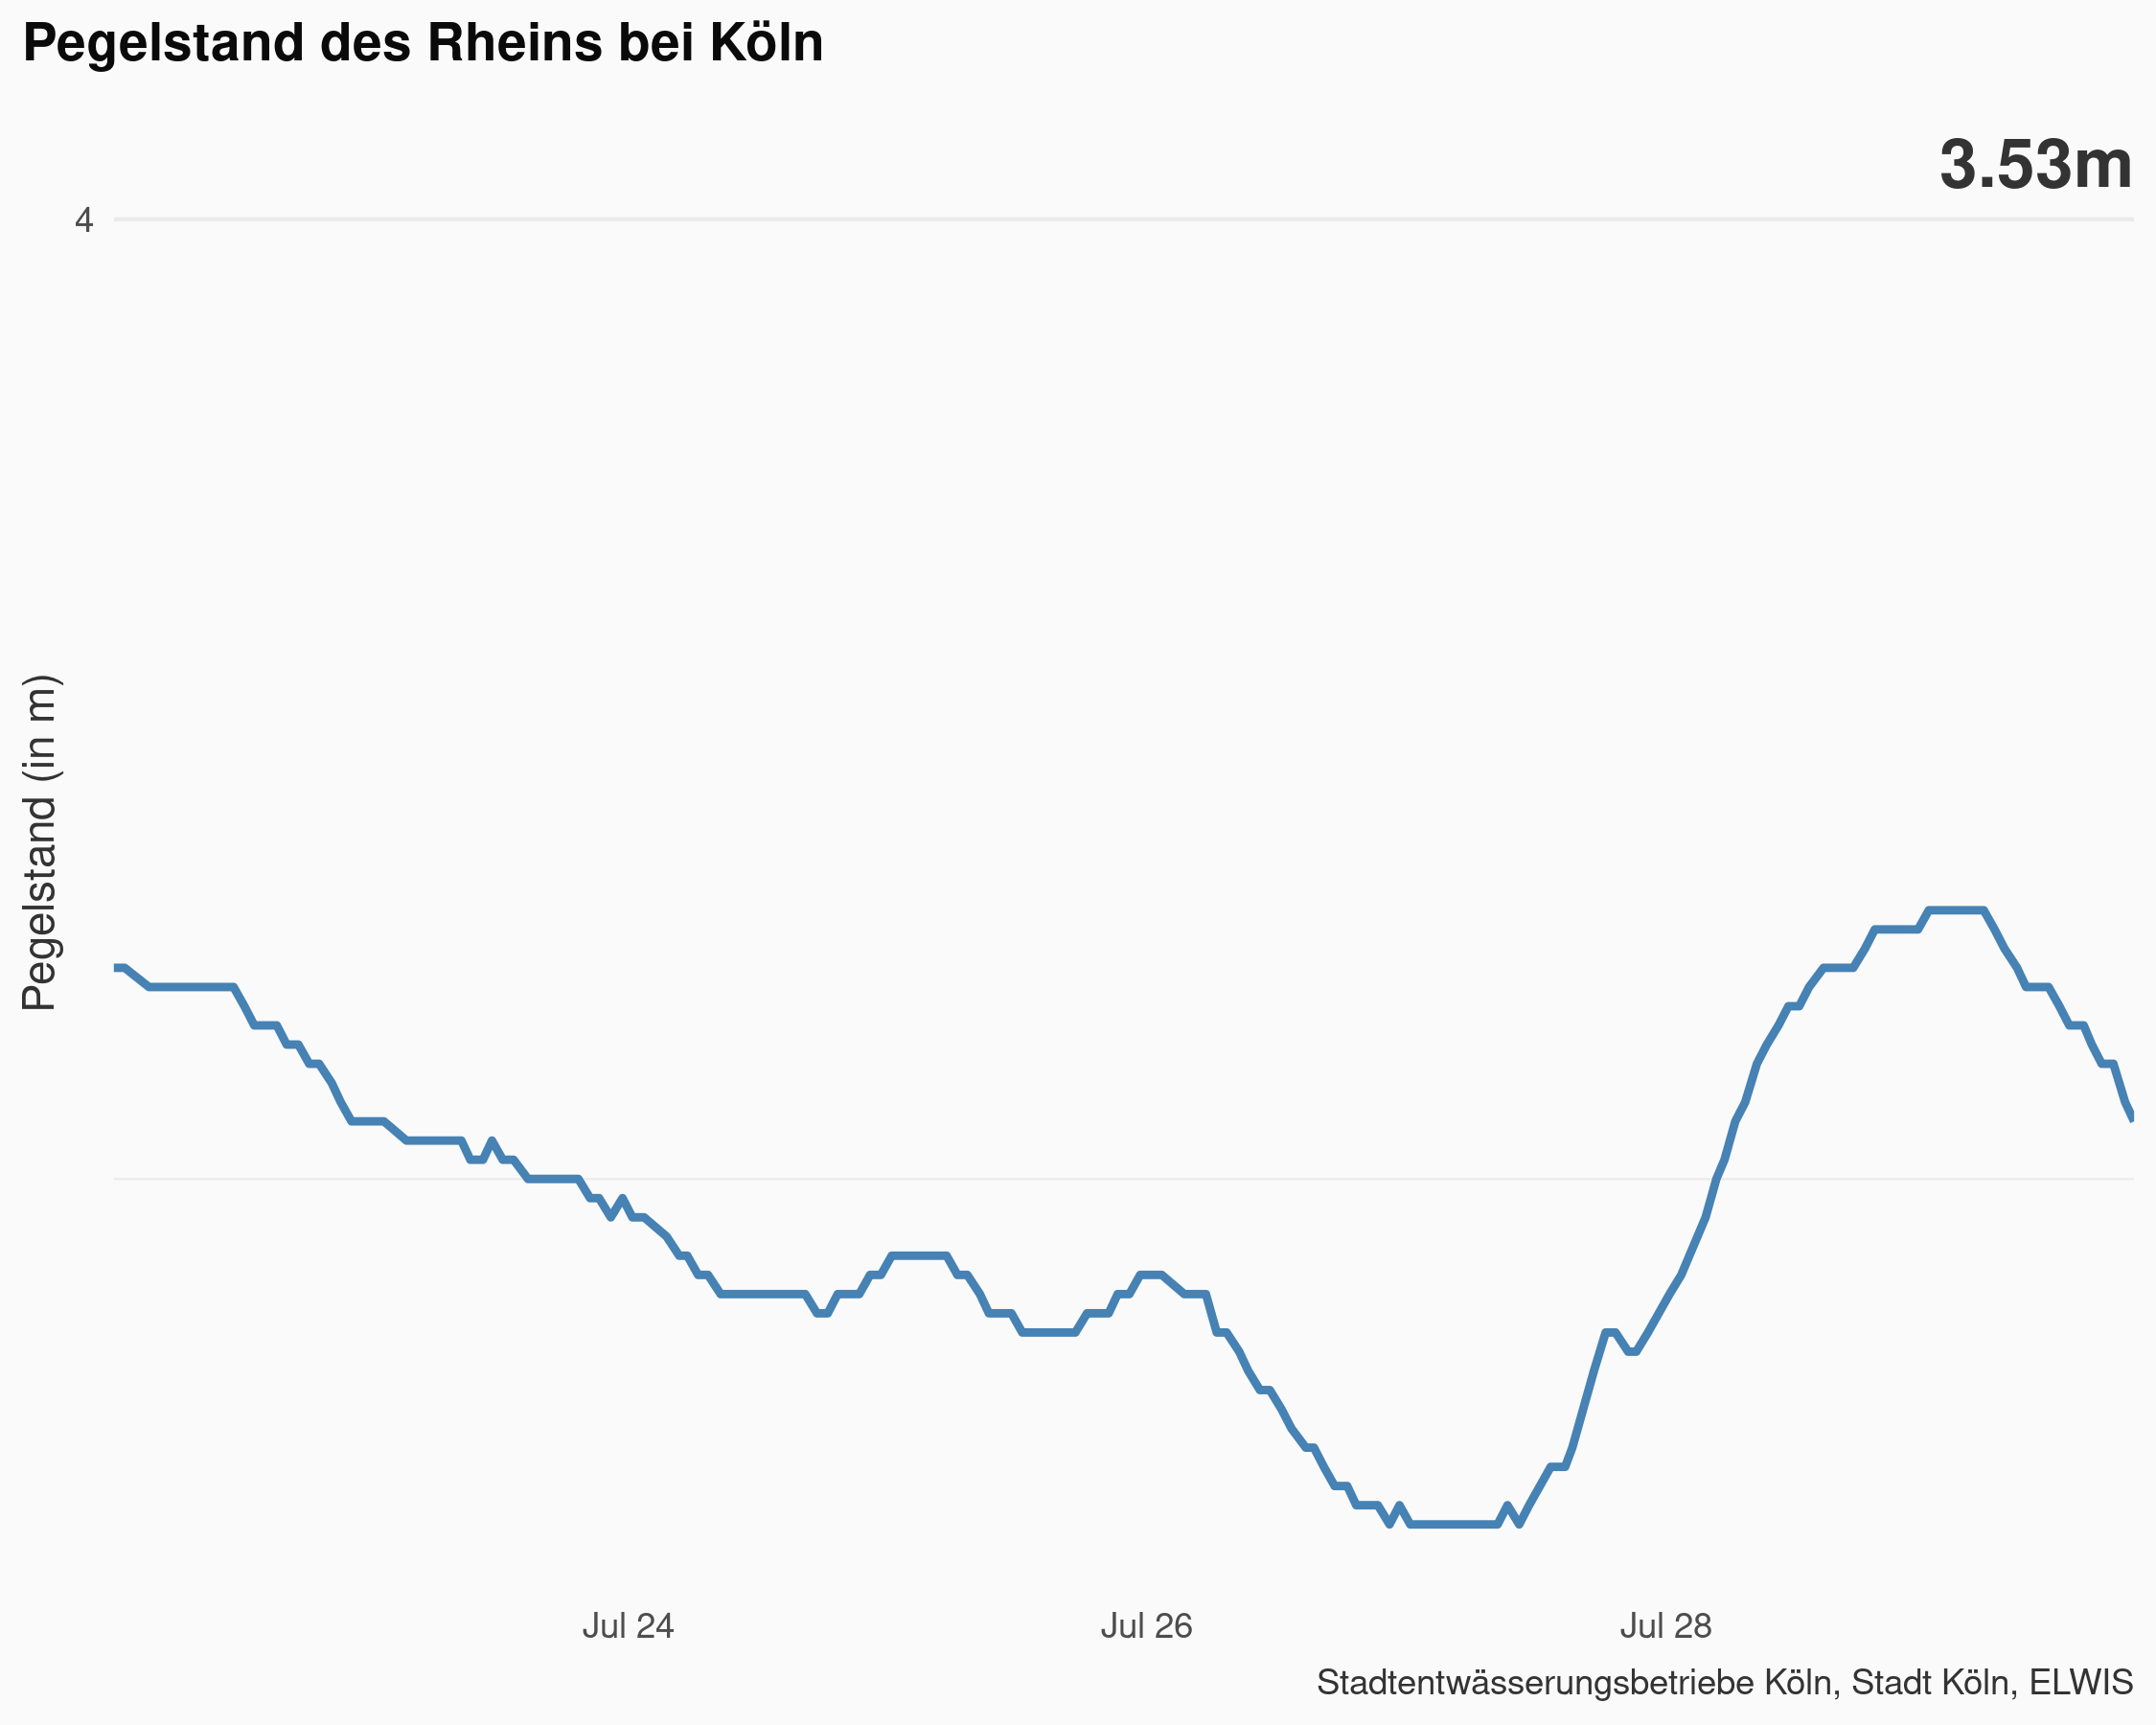 Pegelstand des Rheins bei Köln
3.53m
4
Pegelstand (in m)
Jul 24
Jul 26
Jul 28
Stadtentwässerungsbetriebe Köln, Stadt Köln, ELWIS